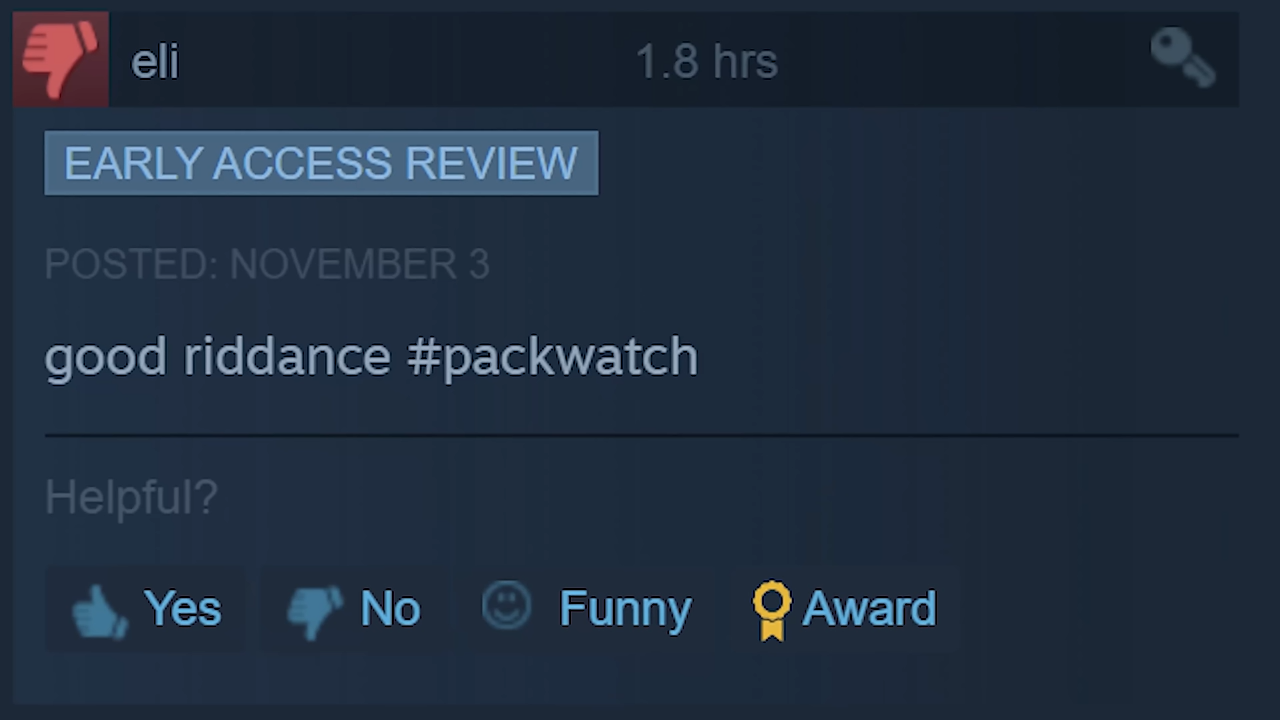 eli
1.8 hrs
EARLY ACCESS REVIEW
POSTED: NOVEMBER 3
good riddance #packwatch
Helpful?
Yes No Funny Award